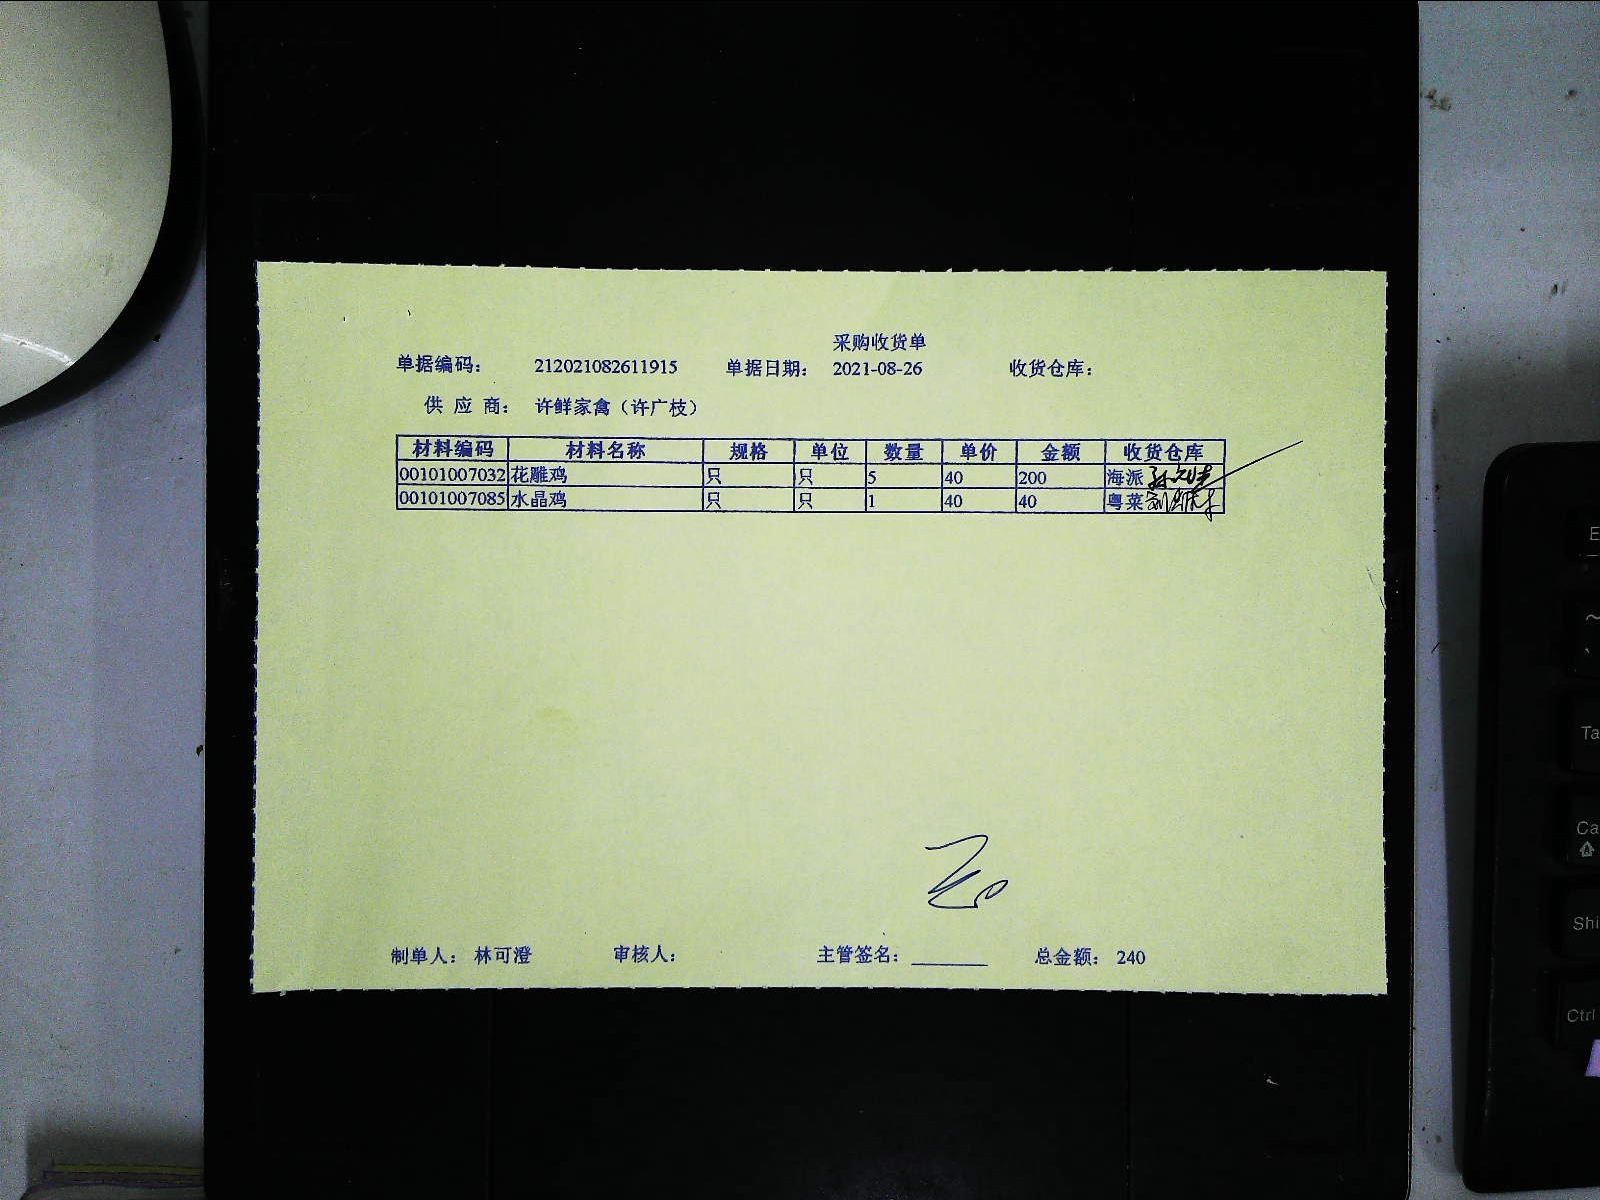 采购收货单
单据编码： 212021082611915 单据日期： 2021-08-26 收货仓库：
供 应 商： 许鲜家禽（许广枝）
材料编码 材料名称 规格 单位 数量 单价 金额 收货仓库
00101007032 花雕鸡 只 只 5 40 200 海派
00101007085 水晶鸡 只 只 1 40 40 粤菜
制单人： 林可澄 审核人： 主管签名： 总金额： 240
E
~
Ta
Ca
Shi
Ctrl